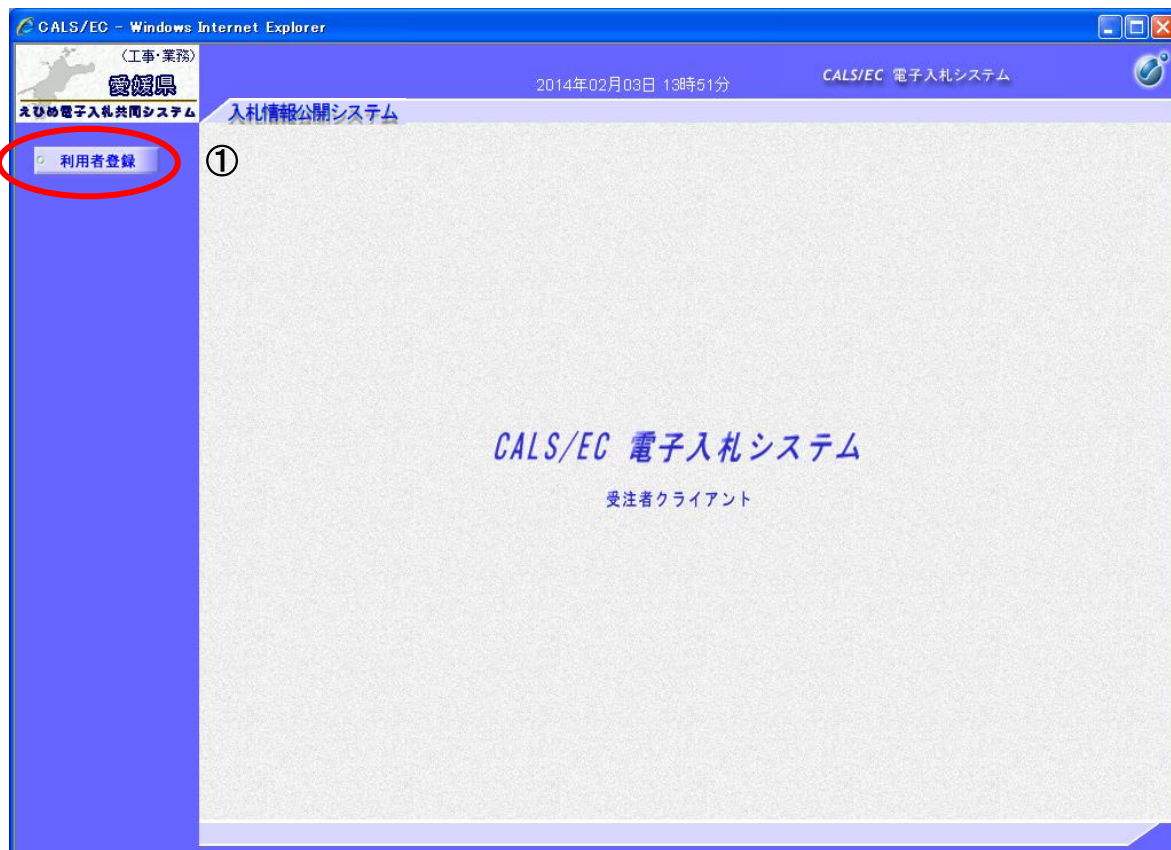 CALS/EC - Windows Internet Explorer
（工事・業務）
愛媛県
えひめ電子入札共同システム
2014年02月03日 13時51分
CALS/EC 電子入札システム
入札情報公開システム
利用者登録
①
CALS/EC 電子入札システム
受注者クライアント